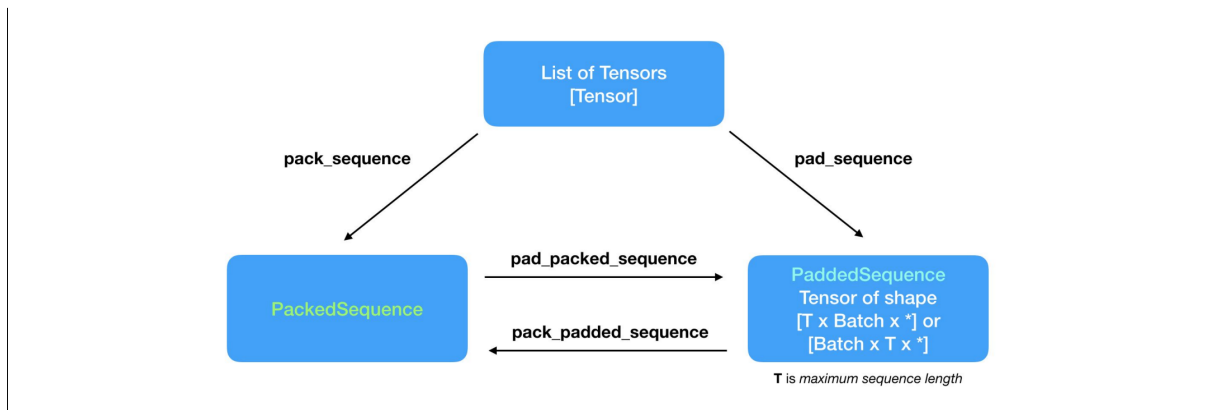 List of Tensors
[Tensor]
pack_sequence
pad_sequence
pad_packed_sequence
PackedSequence
pack_padded_sequence
PaddedSequence
Tensor of shape
[T x Batch x *] or
[Batch x T x *]
T is maximum sequence length